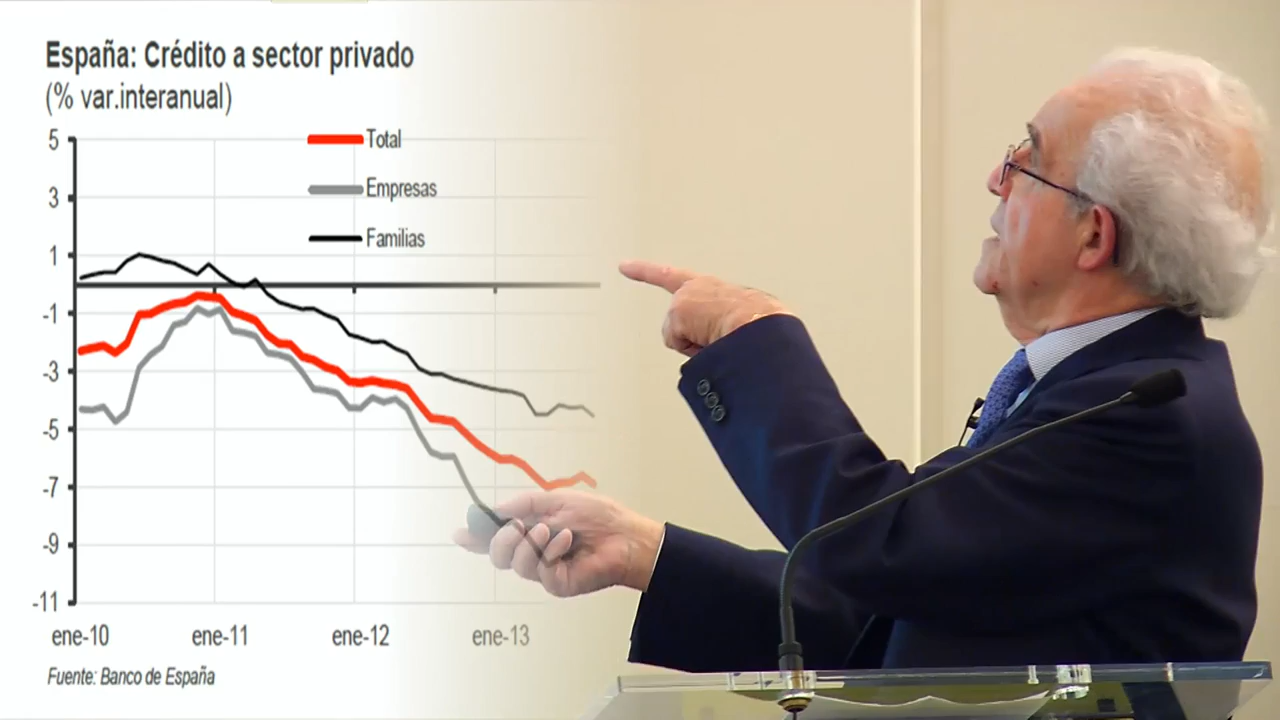 España: Crédito a sector privado
(% var.interanual)
5
3
1
-1
-3
-5
-7
-9
-11
Total
Empresas
Familias
ene-10 ene-11 ene-12 ene-13
Fuente: Banco de España